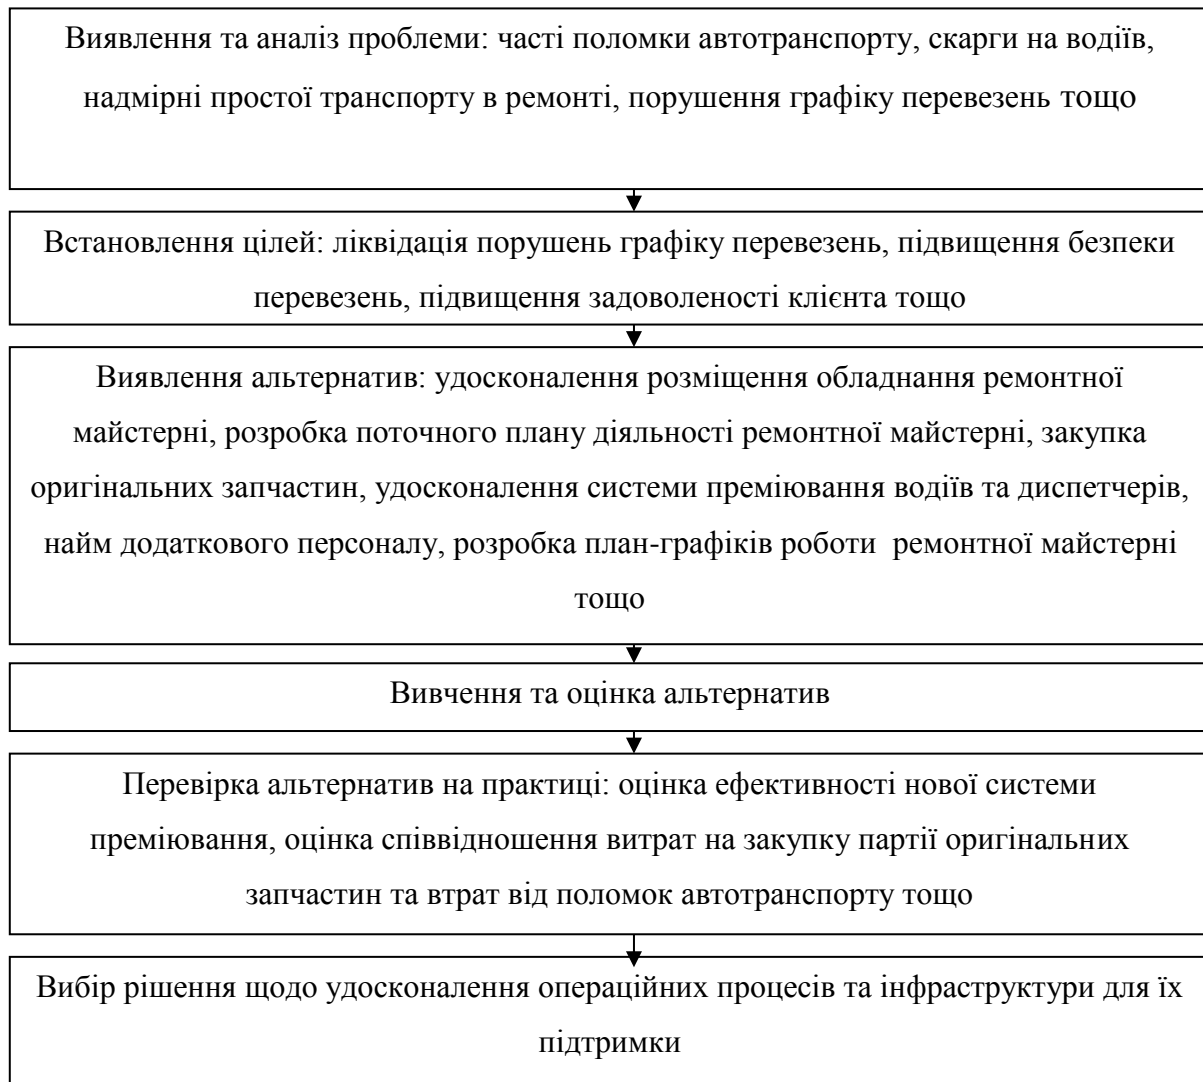 Виявлення та аналіз проблеми: часті поломки автотранспорту, скарги на водіїв,
надмірні простої транспорту в ремонті, порушення графіку перевезень тощо
Встановлення цілей: ліквідація порушень графіку перевезень, підвищення безпеки
перевезень, підвищення задоволеності клієнта тощо
Виявлення альтернатив: удосконалення розміщення обладнання ремонтної
майстерні, розробка поточного плану діяльності ремонтної майстерні, закупка
оригінальних запчастин, удосконалення системи преміювання водіїв та диспетчерів,
найм додаткового персоналу, розробка план-графіків роботи ремонтної майстерні
тощо
Вивчення та оцінка альтернатив
Перевірка альтернатив на практиці: оцінка ефективності нової системи
преміювання, оцінка співвідношення витрат на закупку партії оригінальних
запчастин та втрат від поломок автотранспорту тощо
Вибір рішення щодо удосконалення операційних процесів та інфраструктури для їх
підтримки